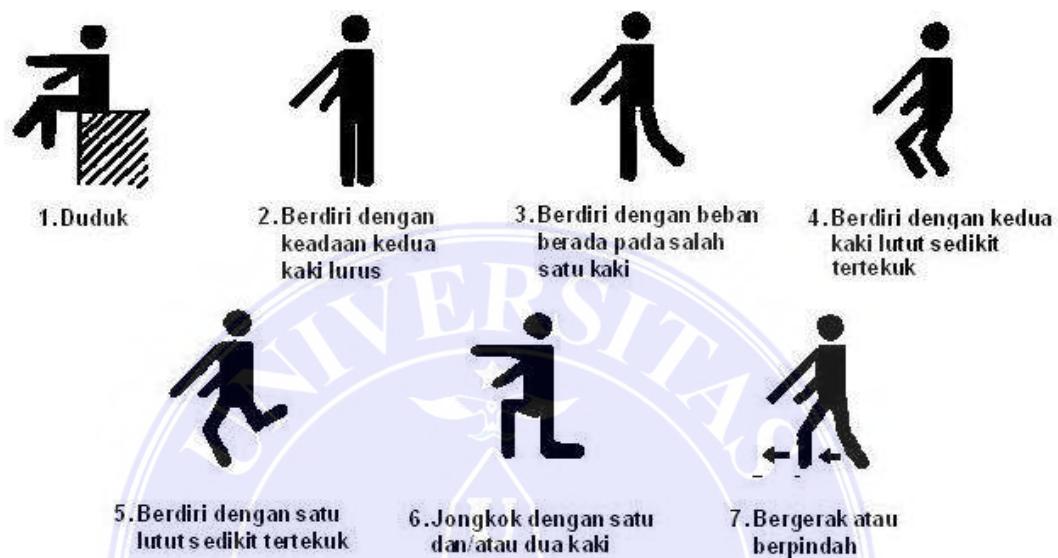 1.Duduk
2.Berdiri dengan
keadaan kedua
kaki lurus
3.Berdiri dengan beban
berada pada salah
satu kaki
4.Berdiri dengan kedua
kaki lutut sedikit
tertekuk
UNIVERSITAS
5.Berdiri dengan satu
lutut sedikit tertekuk
6.Jongkok dengan satu
dan/atau dua kaki
7.Bergerak atau
berpindah
U